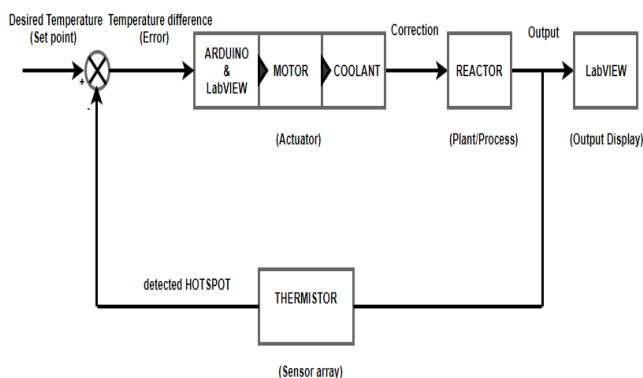 Desired Temperature
(Set point)
Temperature difference
(Error)
+
-
ARDUINO
&
LabVIEW
MOTOR
COOLANT
(Actuator)
Correction
REACTOR
(Plant/Process)
Output
LabVIEW
(Output Display)
detected HOTSPOT
THERMISTOR
(Sensor array)